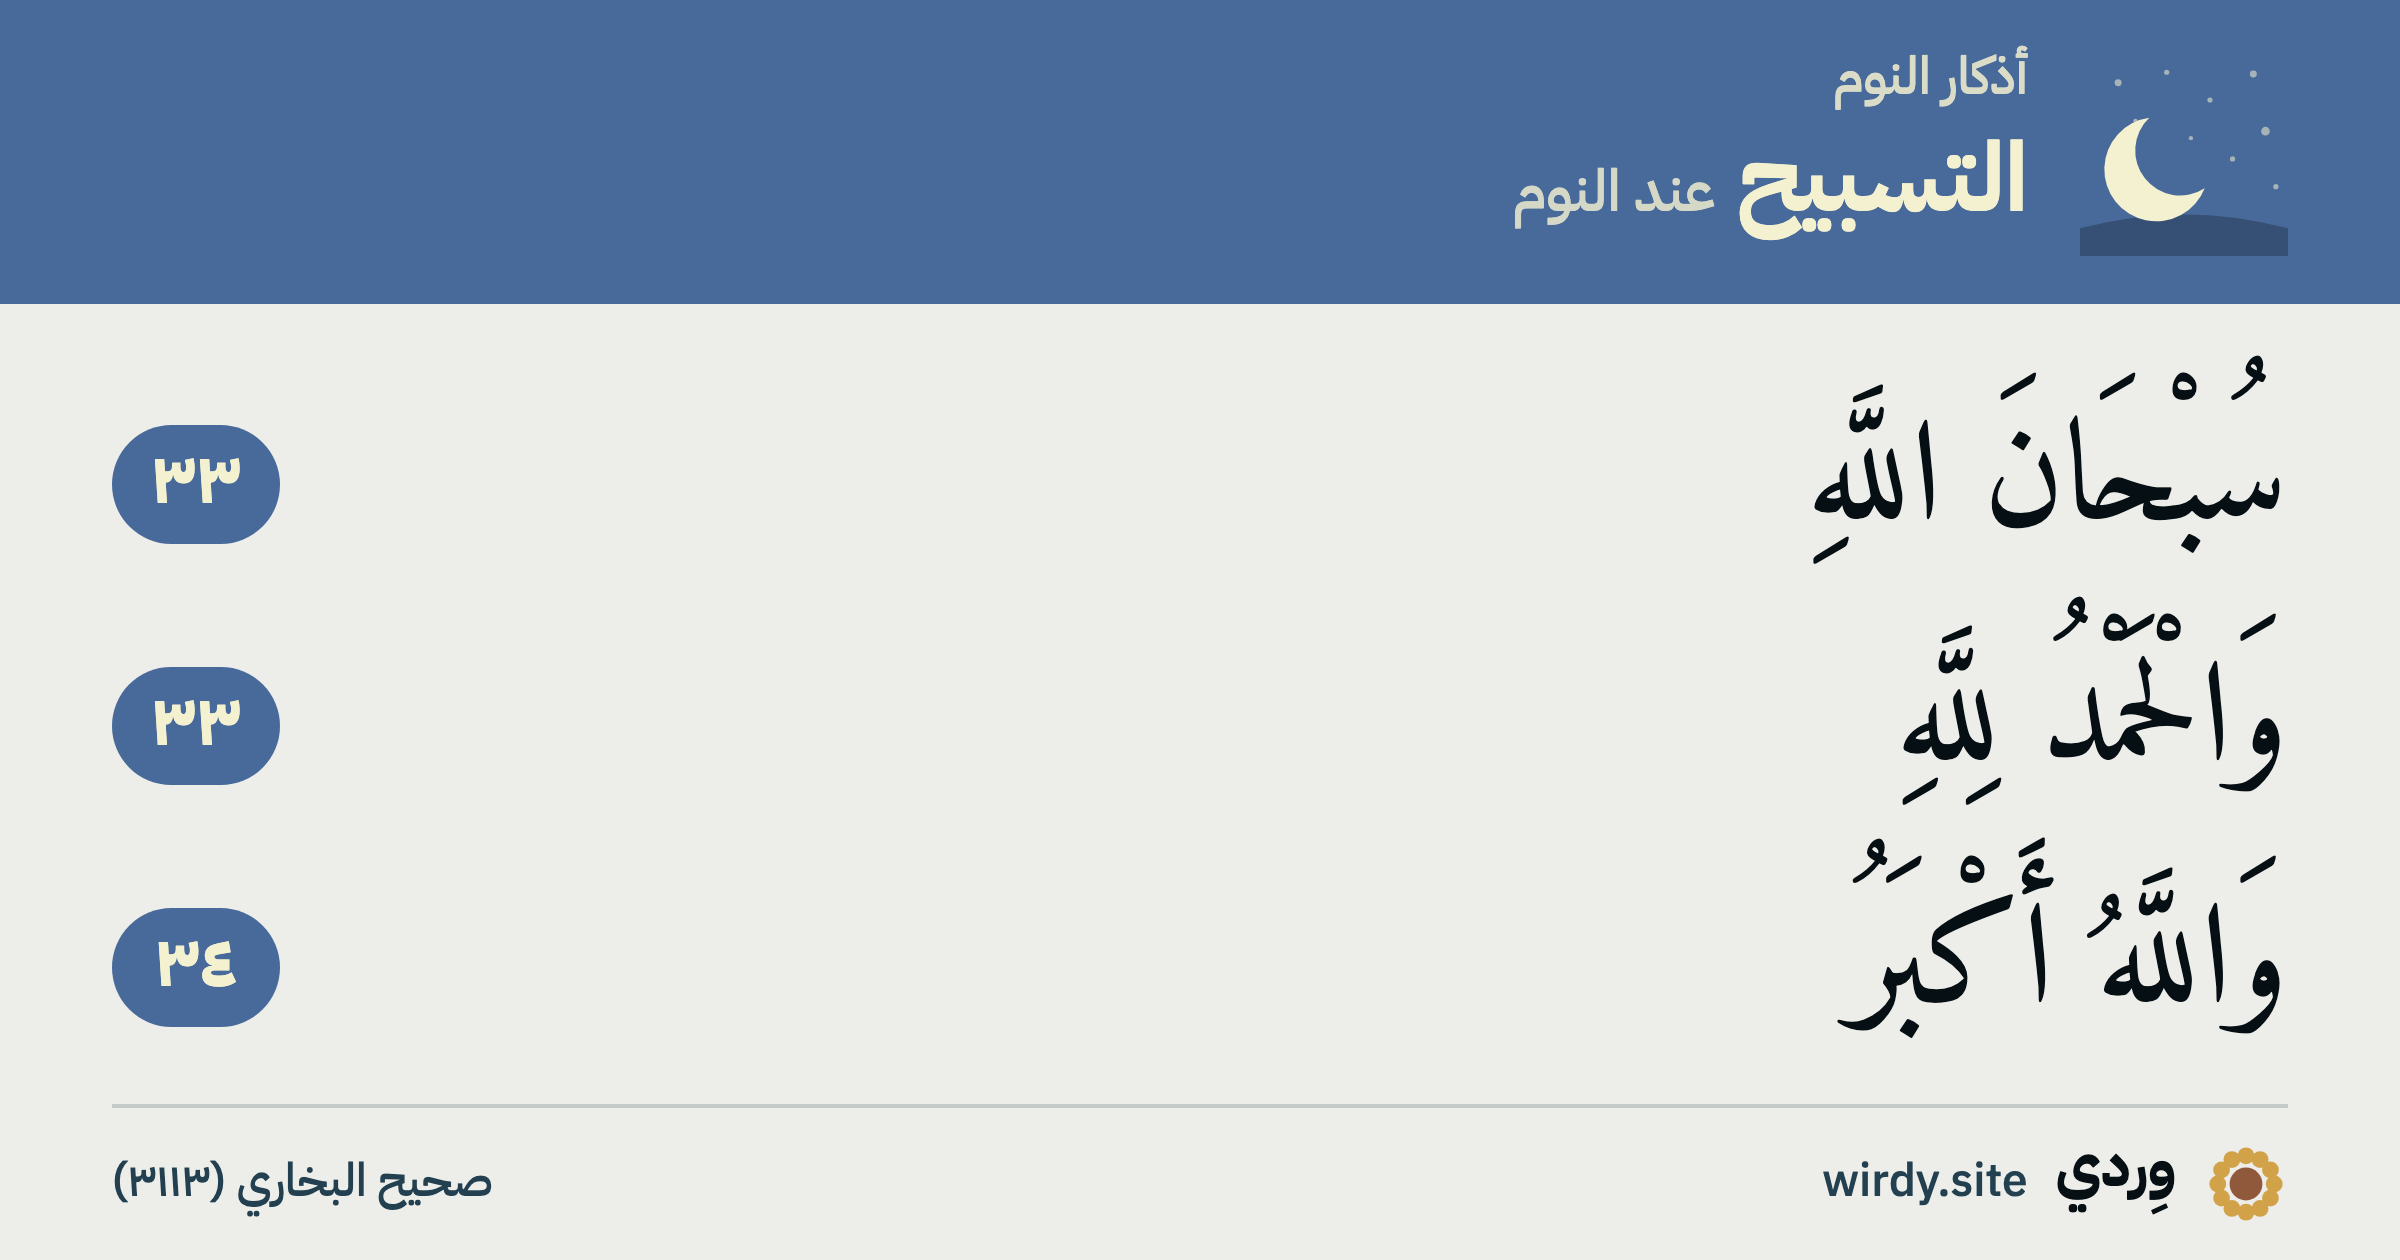 أذكار النوم
التسبيح عند النوم
سُبْحَانَ اللَّهِ ٣٣
وَالْحَمْدُ لِلَّهِ ٣٣
وَاللَّهُ أَكْبَرُ ٣٤
وِردي wirdy.site صحيح البخاري (٣١١٣)